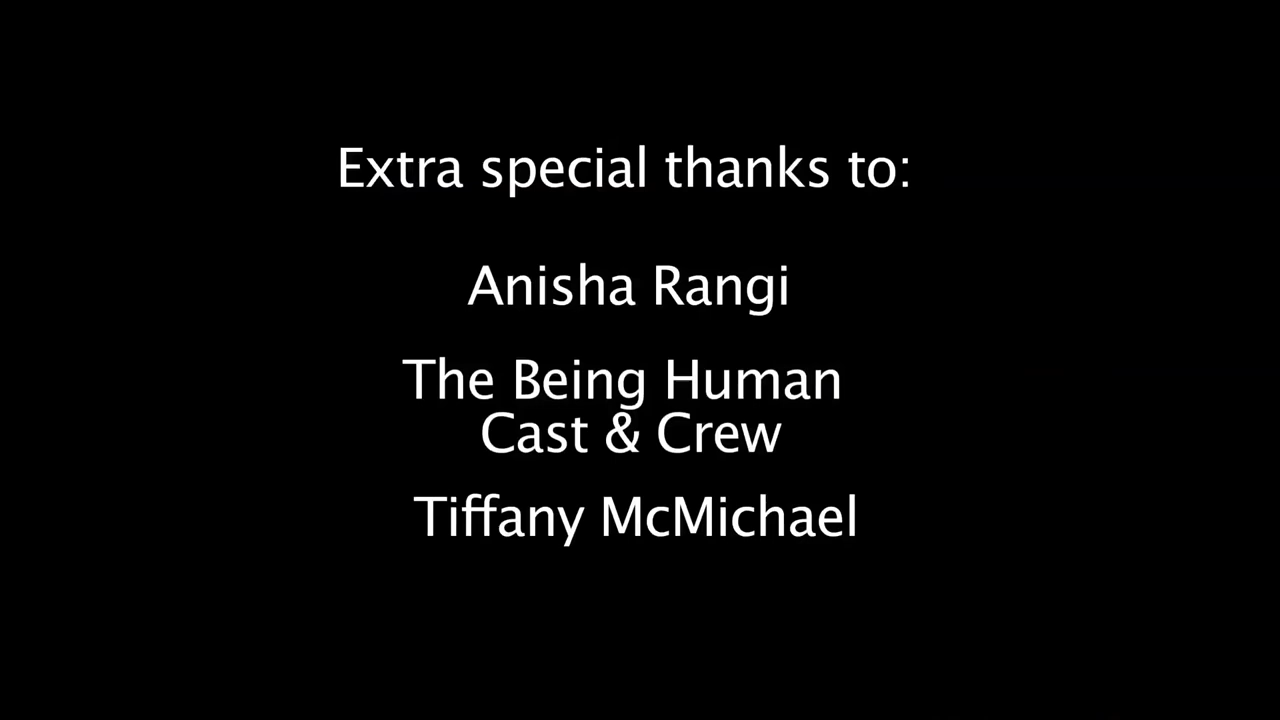 Extra special thanks to:
Anisha Rangi
The Being Human
Cast & Crew
Tiffany McMichael